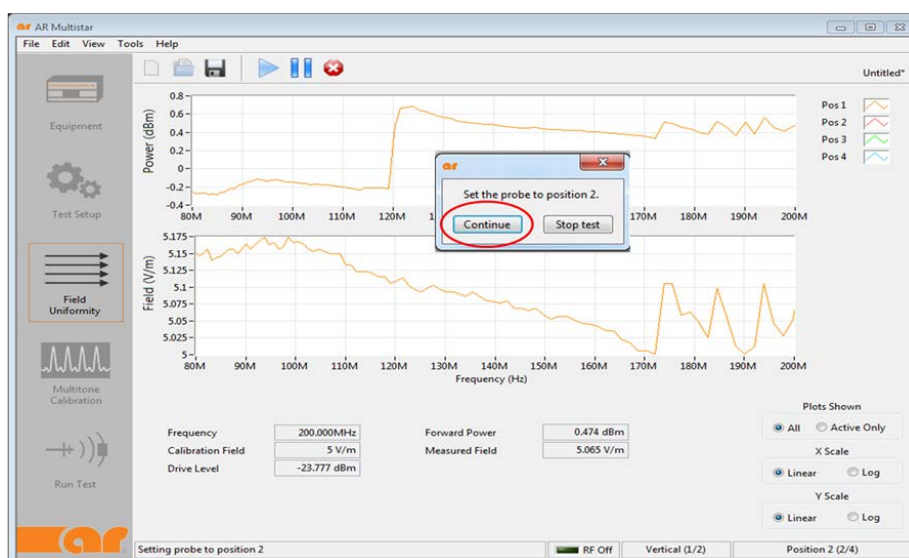 ar AR Multistar
File Edit View Tools Help
Untitled*
Equipment
Test Setup
Field
Uniformity
Multitone
Calibration
Run Test
ar
Power (dBm)
0.8
0.6
0.4
0.2
0
-0.2
-0.4
80M 90M 100M 110M 120M 1 170M 180M 190M 200M
Pos 1
Pos 2
Pos 3
Pos 4
ar
Set the probe to position 2.
Continue Stop test
Field (V/m)
5.175
5.15
5.125
5.1
5.075
5.05
5.025
5
80M 90M 100M 110M 120M 130M 140M 150M 160M 170M 180M 190M 200M
Frequency (Hz)
Frequency 200.000MHz Forward Power 0.474 dBm
Calibration Field 5 V/m Measured Field 5.065 V/m
Drive Level -23.777 dBm
Plots Shown
All Active Only
X Scale
Linear Log
Y Scale
Linear Log
Setting probe to position 2 RF Off Vertical (1/2) Position 2 (2/4)